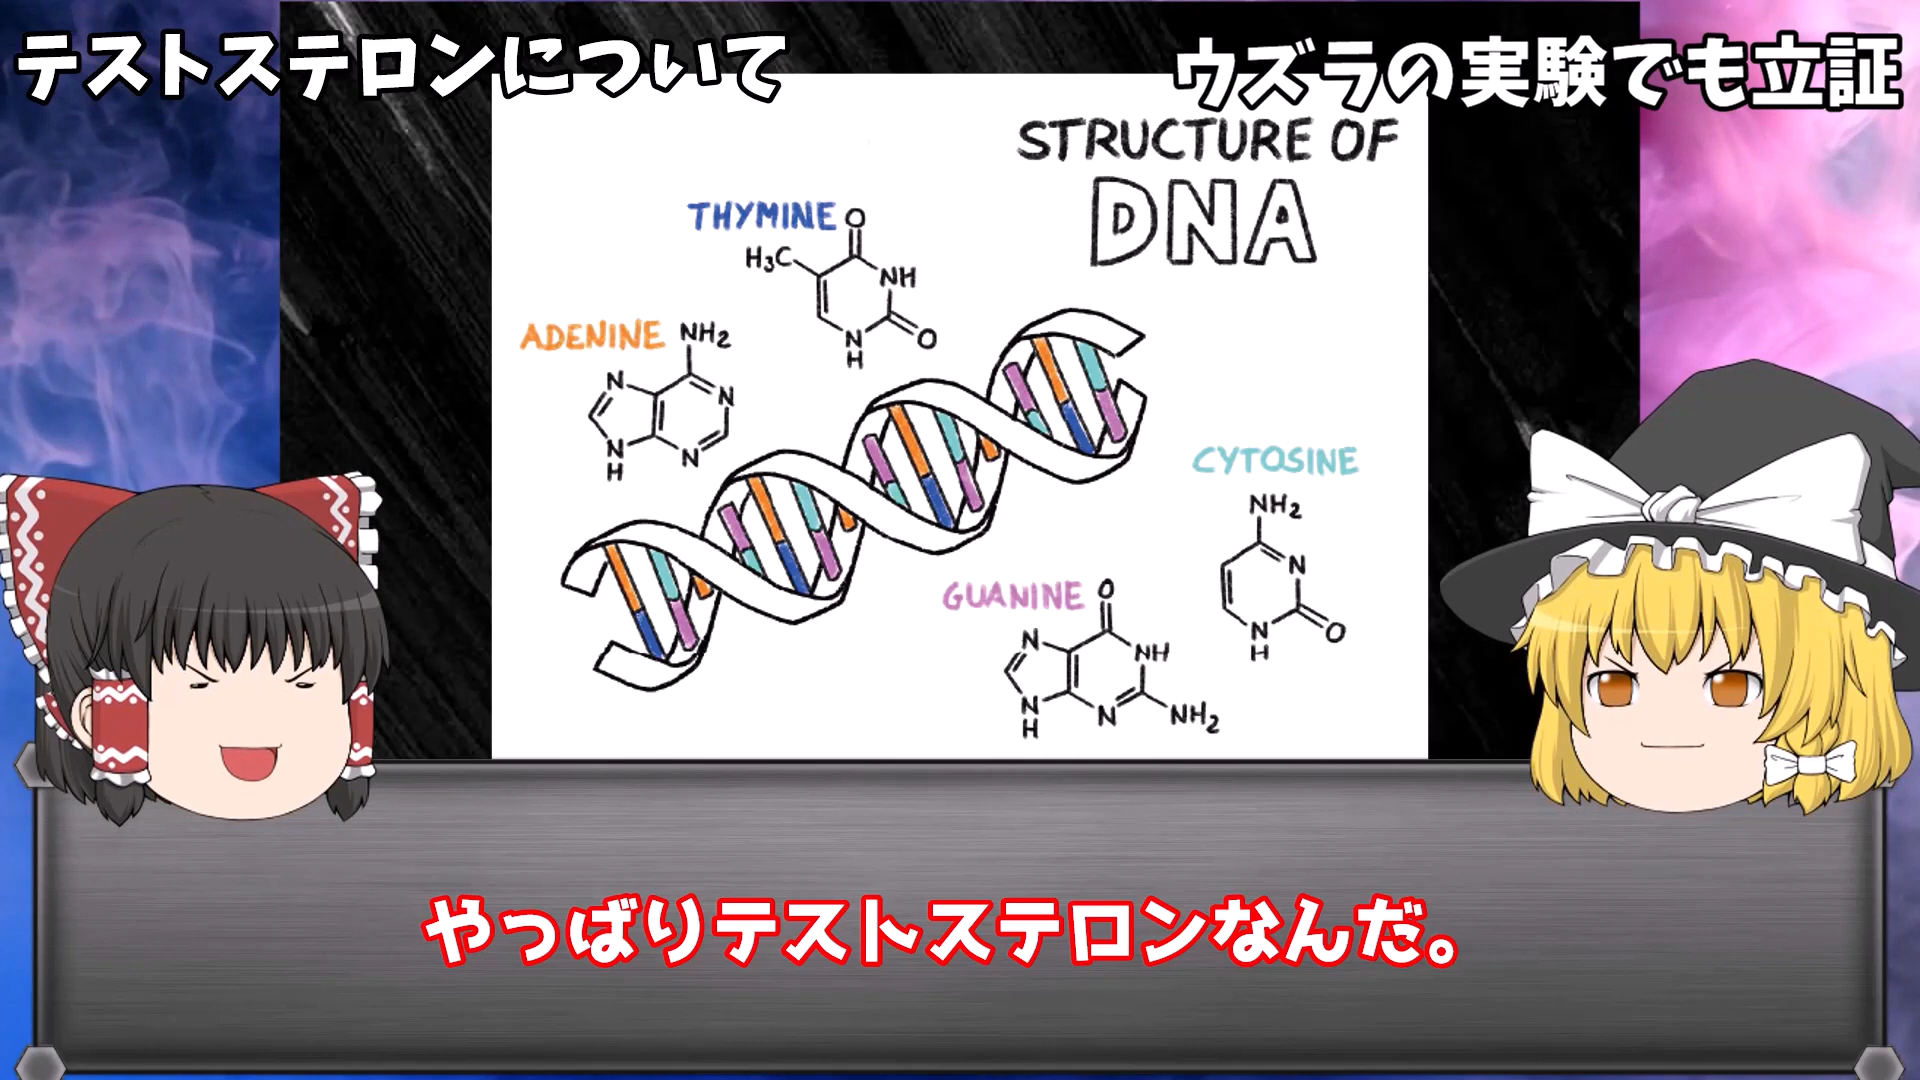 テストステロンについて
ウズラの実験でも立証
STRUCTURE OF
DNA
THYMINE
O
H₃C
NH
O
N
H
ADENINE
NH₂
N
N
N
H
N
CYTOSINE
NH₂
N
N
H
O
GUANINE
O
N
NH
N
H
N
NH₂
やっぱりテストステロンなんだ。